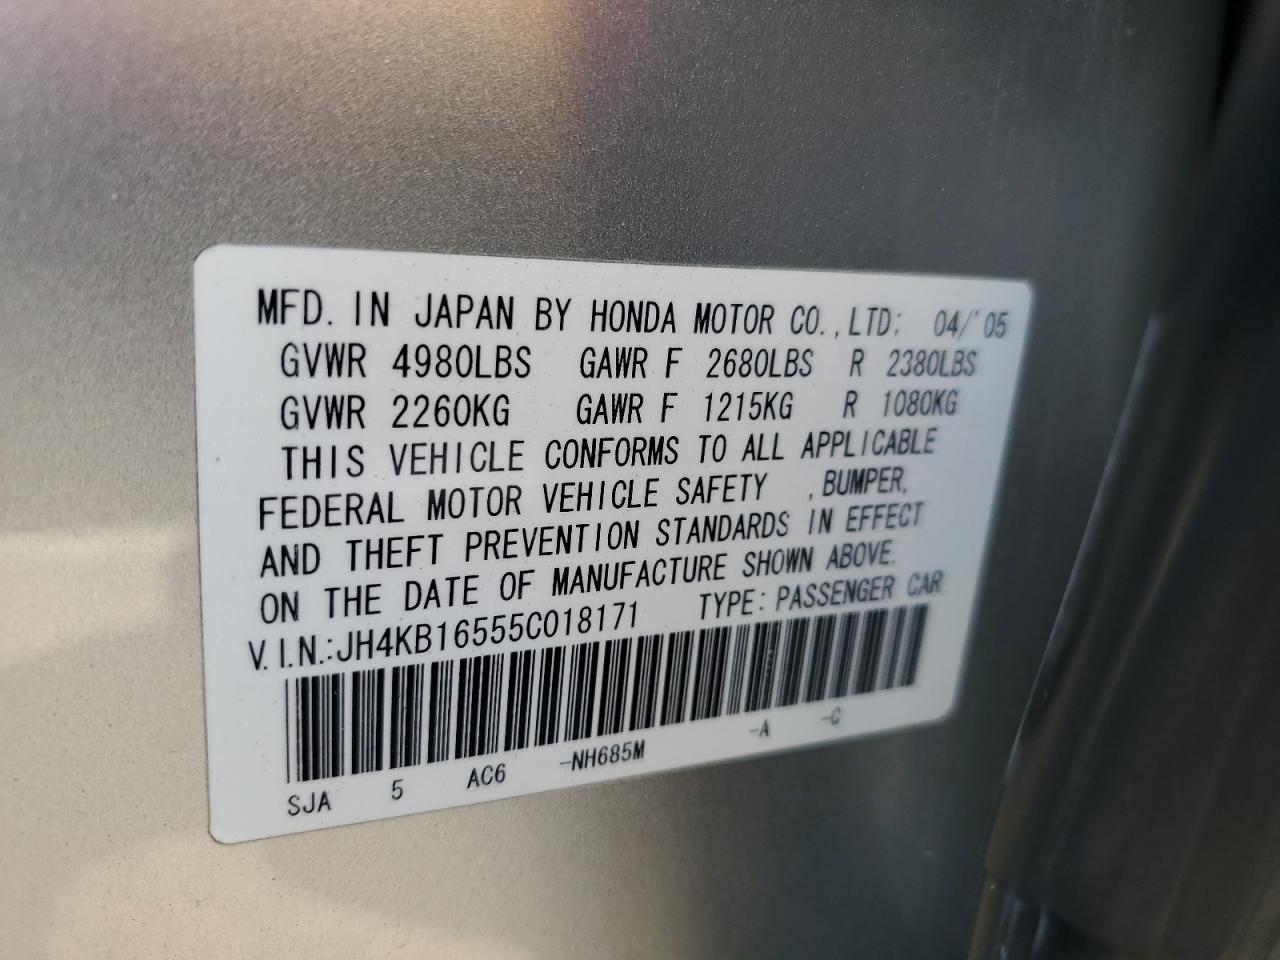 MFD. IN JAPAN BY HONDA MOTOR CO.,LTD: 04/'05
GVWR 4980LBS GAWR F 2680LBS R 2380LBS
GVWR 2260KG GAWR F 1215KG R 1080KG
THIS VEHICLE CONFORMS TO ALL APPLICABLE
FEDERAL MOTOR VEHICLE SAFETY , BUMPER,
AND THEFT PREVENTION STANDARDS IN EFFECT
ON THE DATE OF MANUFACTURE SHOWN ABOVE.
V.I.N.:JH4KB16555C018171 TYPE: PASSENGER CAR
SJA 5 AC6 -NH685M -A -C